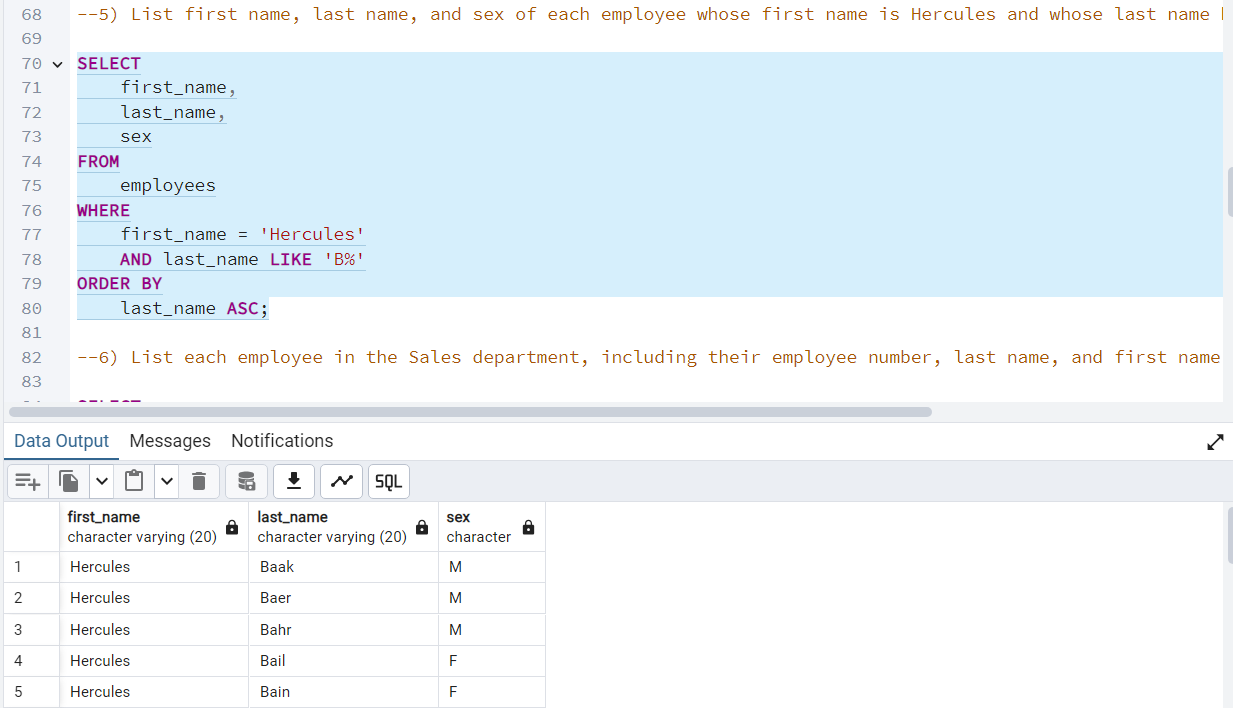 68 --5) List first name, last name, and sex of each employee whose first name is Hercules and whose last name
69
70 SELECT
71 first_name,
72 last_name,
73 sex
74 FROM
75 employees
76 WHERE
77 first_name = 'Hercules'
78 AND last_name LIKE 'B%'
79 ORDER BY
80 last_name ASC;
81
82 --6) List each employee in the Sales department, including their employee number, last name, and first name
83
Data Output Messages Notifications
SQL
first_name last_name sex
character varying (20) character varying (20) character
1 Hercules Baak M
2 Hercules Baer M
3 Hercules Bahr M
4 Hercules Bail F
5 Hercules Bain F